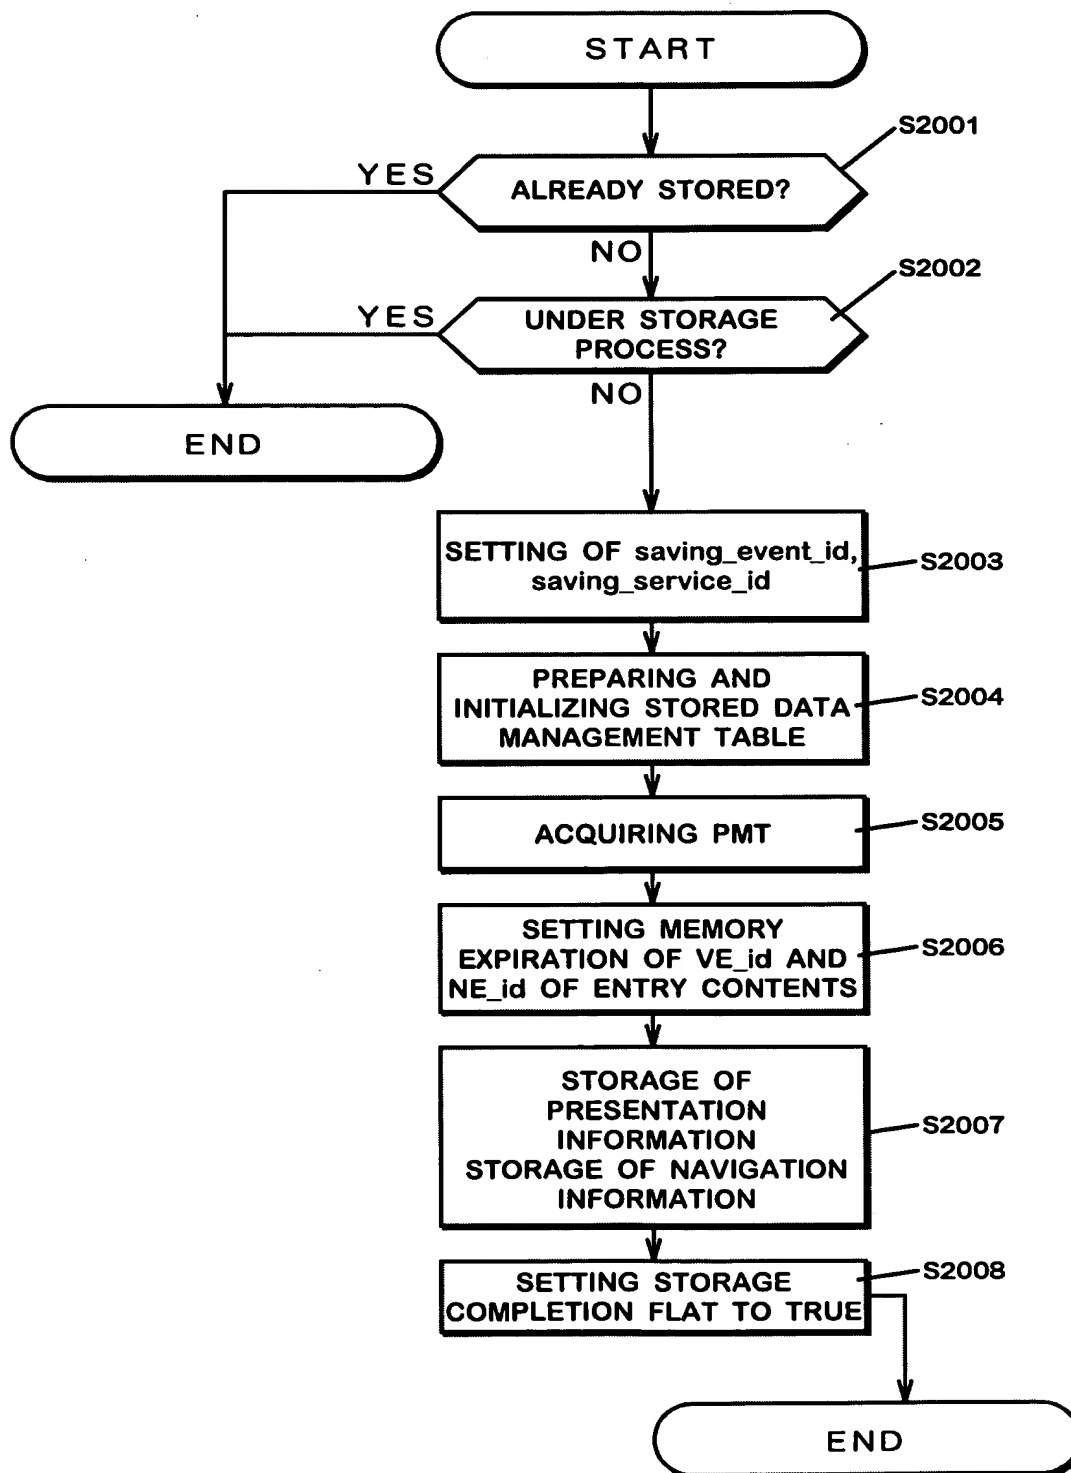 START
S2001
YES
ALREADY STORED?
NO
S2002
YES
UNDER STORAGE
PROCESS?
NO
END
SETTING OF saving_event_id,
saving_service_id
S2003
PREPARING AND
INITIALIZING STORED DATA
MANAGEMENT TABLE
S2004
ACQUIRING PMT
S2005
SETTING MEMORY
EXPIRATION OF VE_id AND
NE_id OF ENTRY CONTENTS
S2006
STORAGE OF
PRESENTATION
INFORMATION
STORAGE OF NAVIGATION
INFORMATION
S2007
SETTING STORAGE
COMPLETION FLAT TO TRUE
S2008
END